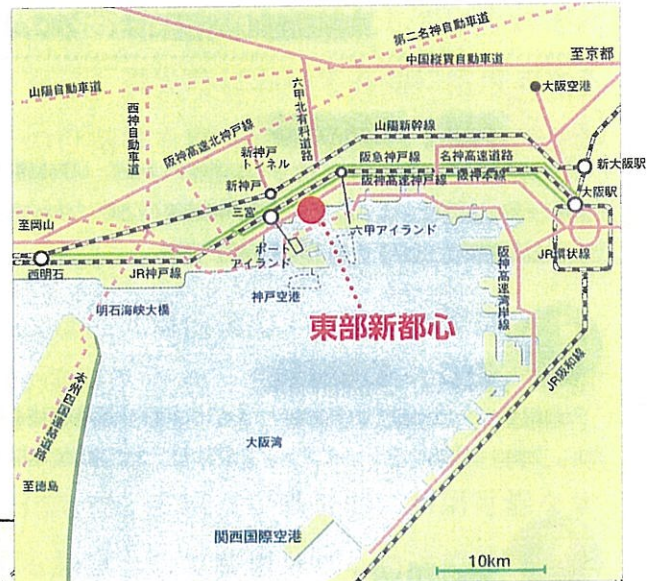 第二名神自動車道
中国縦貫自動車道
至京都
山陽自動車道
西神自動車道
六甲北有料道路
大阪空港
阪神高速北神戸線
山陽新幹線
新神戸
トンネル
阪急神戸線
名神高速道路
新大阪駅
新神戸
阪神高速神戸線
阪神本線
大阪駅
三宮
至岡山
六甲アイランド
ポート
アイランド
JR環状線
西明石
JR神戸線
神戸空港
阪神高速湾岸線
明石海峡大橋
東部新都心
JR阪和線
本州四国連絡道路
大阪湾
至徳島
関西国際空港
10km